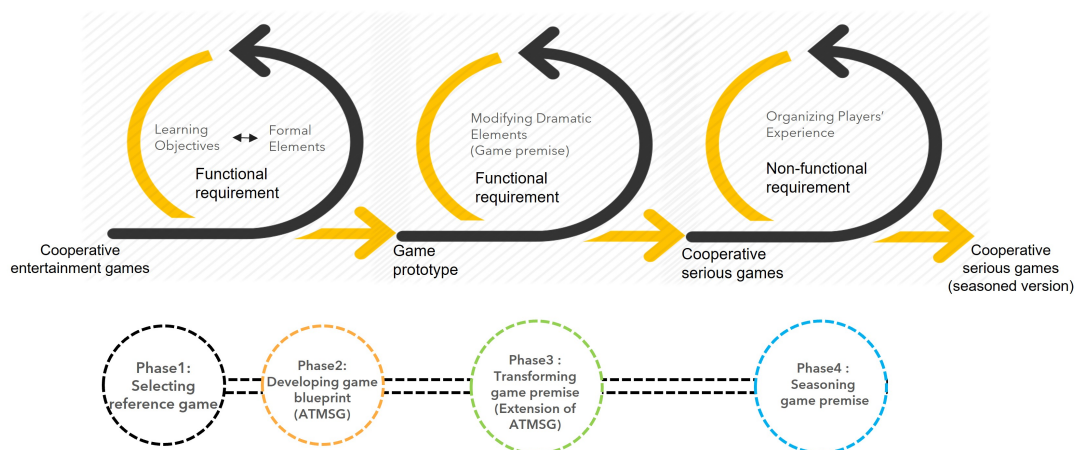 Learning
Objectives
Formal
Elements
Functional
requirement
Modifying Dramatic
Elements
(Game premise)
Functional
requirement
Organizing Players'
Experience
Non-functional
requirement
Cooperative
entertainment games
Game
prototype
Cooperative
serious games
Cooperative
serious games
(seasoned version)
Phase1:
Selecting
reference game
Phase2:
Developing game
blueprint
(ATMSG)
Phase3 :
Transforming
game premise
(Extension of
ATMSG)
Phase4 :
Seasoning
game premise